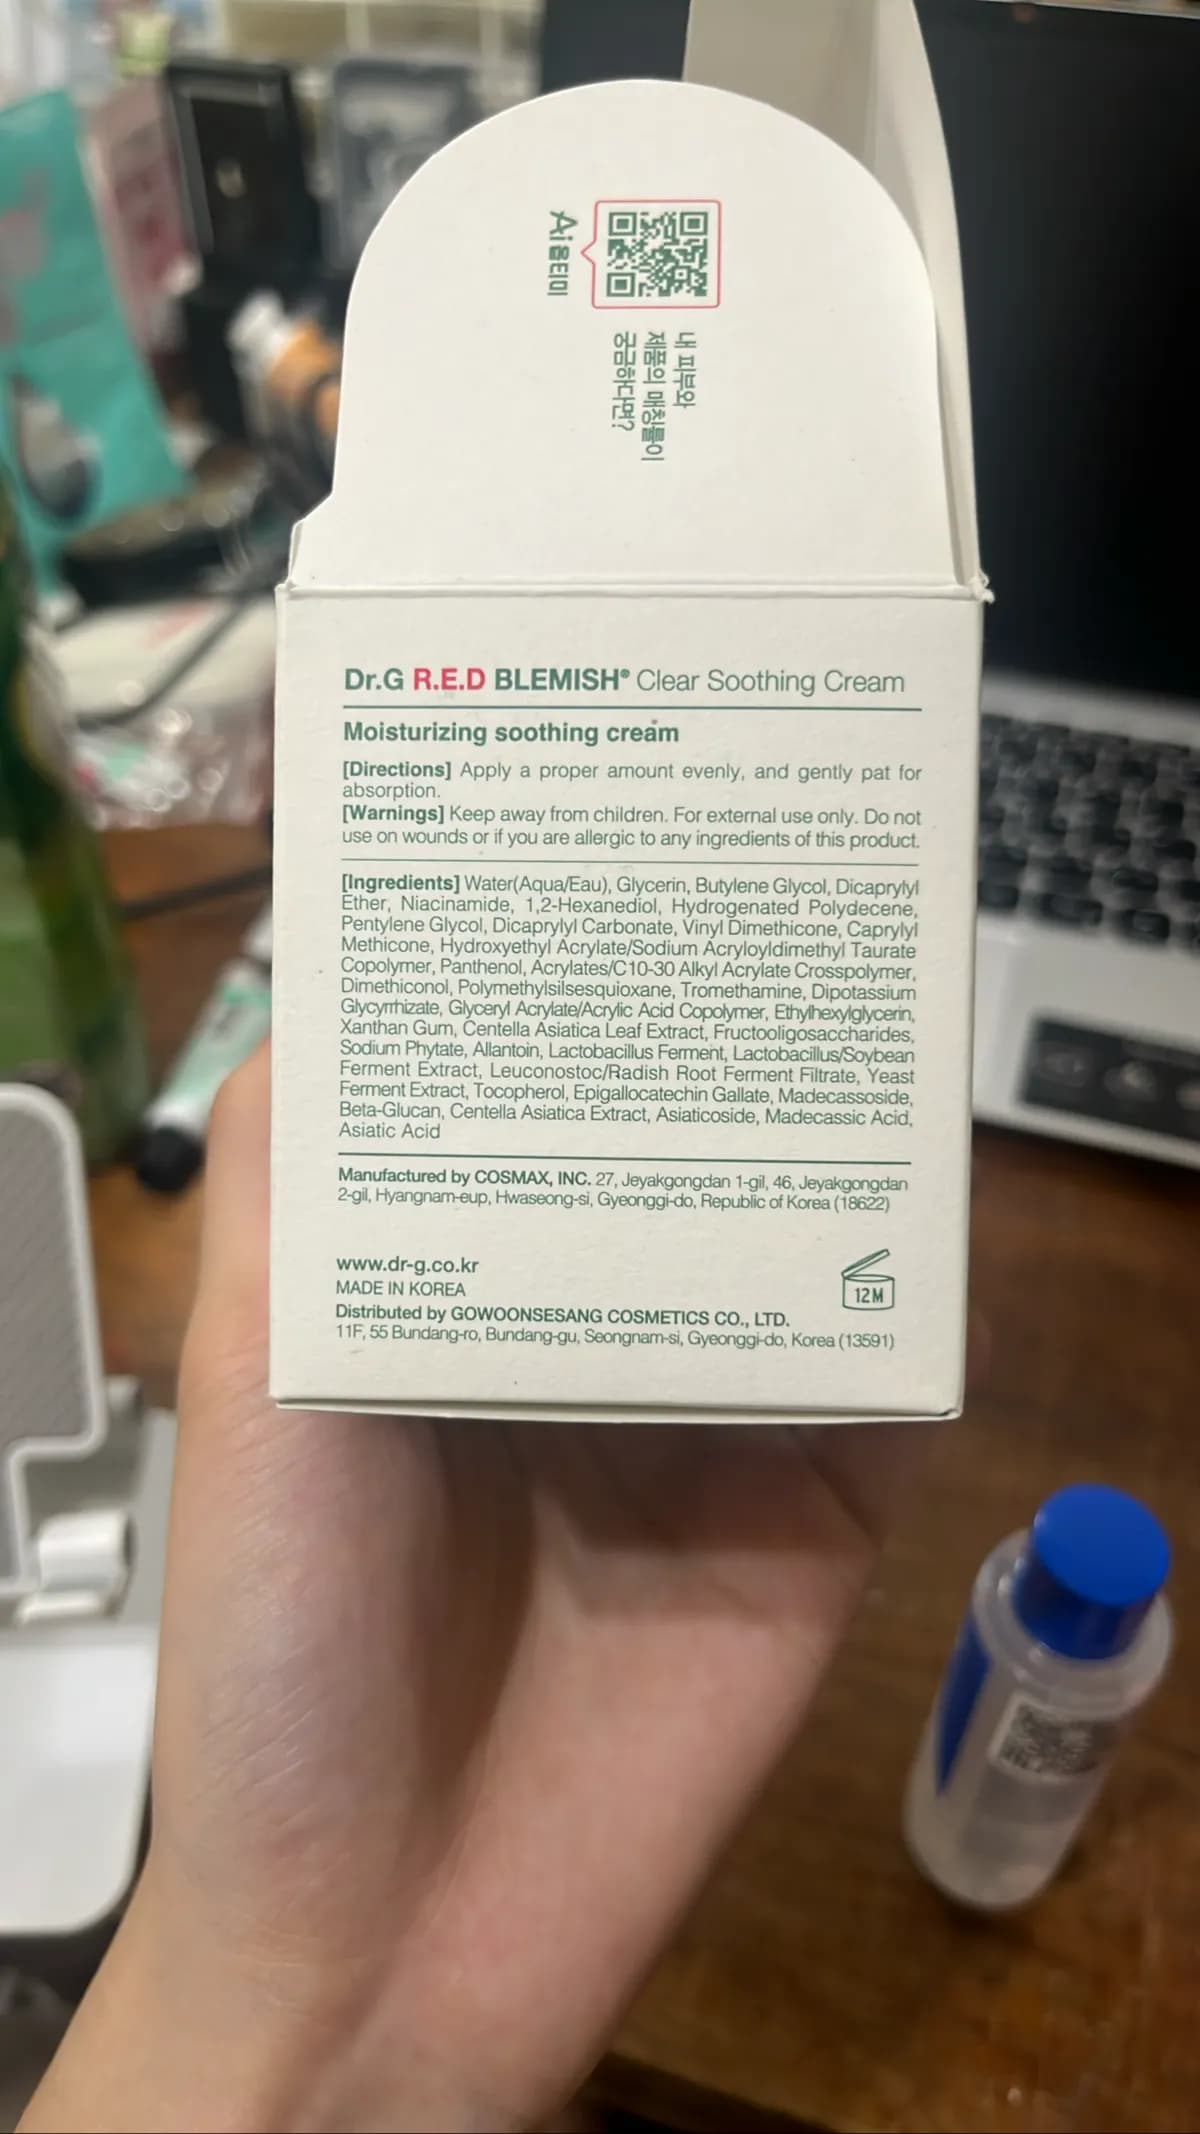 Ai 옵티미
내 피부와
제품의 매칭률이
궁금하다면?
Dr.G R.E.D BLEMISH® Clear Soothing Cream
Moisturizing soothing cream
[Directions] Apply a proper amount evenly, and gently pat for
absorption.
[Warnings] Keep away from children. For external use only. Do not
use on wounds or if you are allergic to any ingredients of this product.
[Ingredients] Water(Aqua/Eau), Glycerin, Butylene Glycol, Dicaprylyl
Ether, Niacinamide, 1,2-Hexanediol, Hydrogenated Polydecene,
Pentylene Glycol, Dicaprylyl Carbonate, Vinyl Dimethicone, Caprylyl
Methicone, Hydroxyethyl Acrylate/Sodium Acryloyldimethyl Taurate
Copolymer, Panthenol, Acrylates/C10-30 Alkyl Acrylate Crosspolymer,
Dimethiconol, Polymethylsilsesquioxane, Tromethamine, Dipotassium
Glycyrrhizate, Glyceryl Acrylate/Acrylic Acid Copolymer, Ethylhexylglycerin,
Xanthan Gum, Centella Asiatica Leaf Extract, Fructooligosaccharides,
Sodium Phytate, Allantoin, Lactobacillus Ferment, Lactobacillus/Soybean
Ferment Extract, Leuconostoc/Radish Root Ferment Filtrate, Yeast
Ferment Extract, Tocopherol, Epigallocatechin Gallate, Madecassoside,
Beta-Glucan, Centella Asiatica Extract, Asiaticoside, Madecassic Acid,
Asiatic Acid
Manufactured by COSMAX, INC. 27, Jeyakgongdan 1-gil, 46, Jeyakgongdan
2-gil, Hyangnam-eup, Hwaseong-si, Gyeonggi-do, Republic of Korea (18622)
www.dr-g.co.kr
MADE IN KOREA
12M
Distributed by GOWOONSESANG COSMETICS CO., LTD.
11F, 55 Bundang-ro, Bundang-gu, Seongnam-si, Gyeonggi-do, Korea (13591)